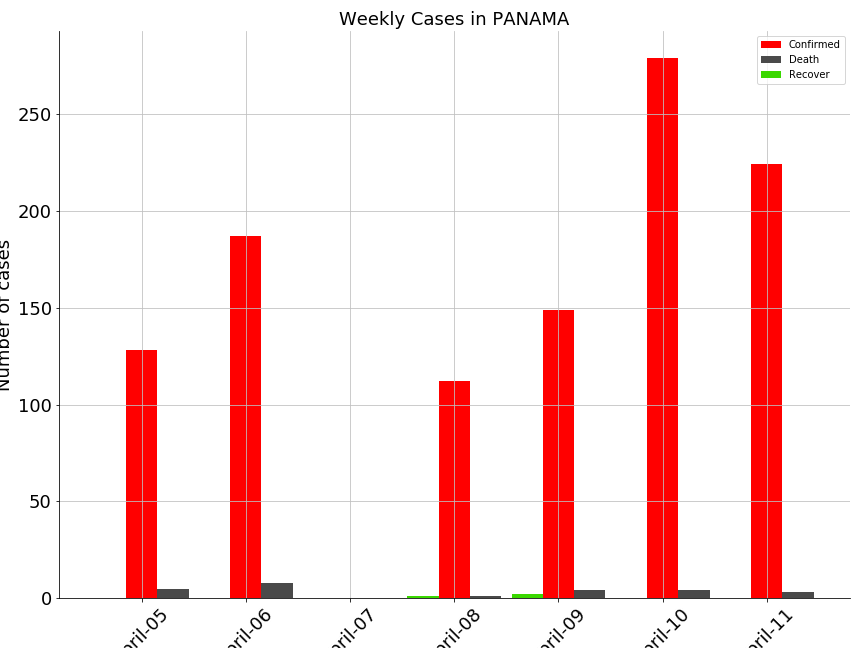 Weekly Cases in PANAMA
Confirmed
Death
Recover
Number of cases
250
200
150
100
50
0
pril-05
pril-06
pril-07
pril-08
pril-09
pril-10
pril-11